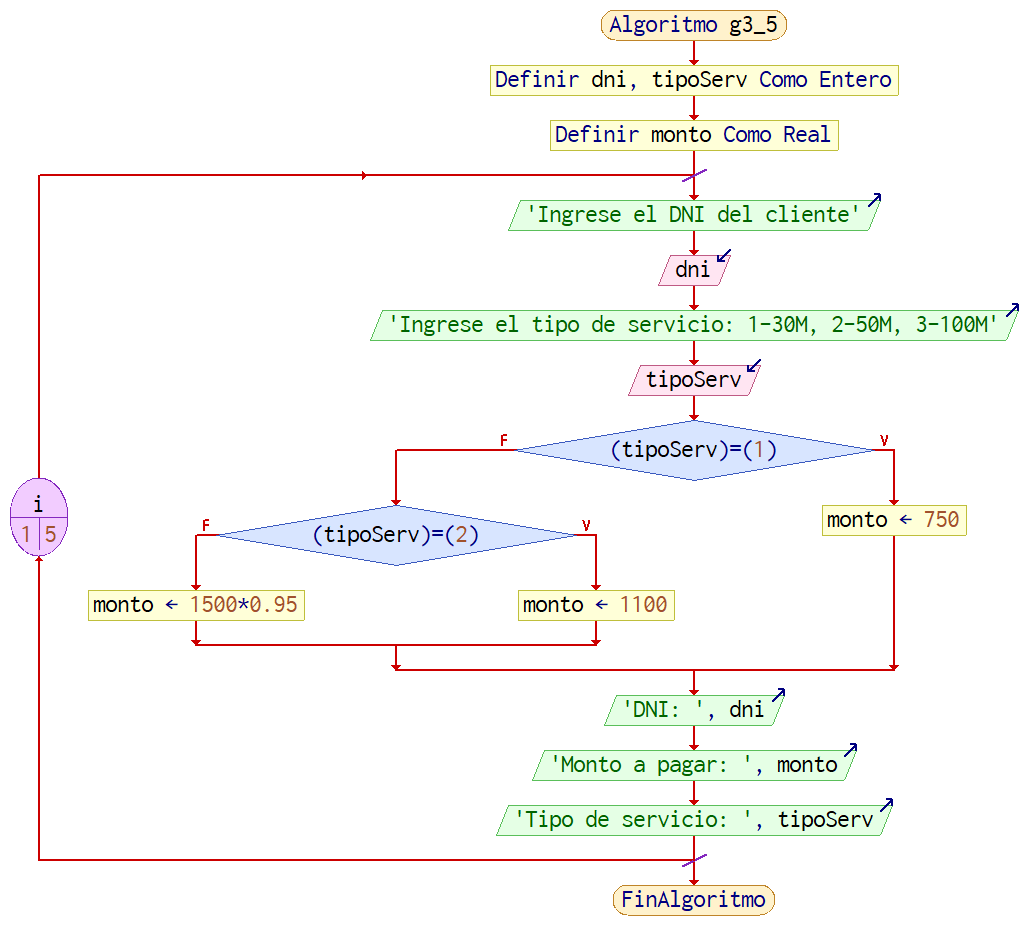 Algoritmo g3_5
Definir dni, tipoServ Como Entero
Definir monto Como Real
'Ingrese el DNI del cliente'
dni
'Ingrese el tipo de servicio: 1-30M, 2-50M, 3-100M'
tipoServ
F
(tipoServ)=(1)
V
i
1 5
monto ← 750
F
(tipoServ)=(2)
V
monto ← 1500*0.95
monto ← 1100
'DNI: ', dni
'Monto a pagar: ', monto
'Tipo de servicio: ', tipoServ
FinAlgoritmo